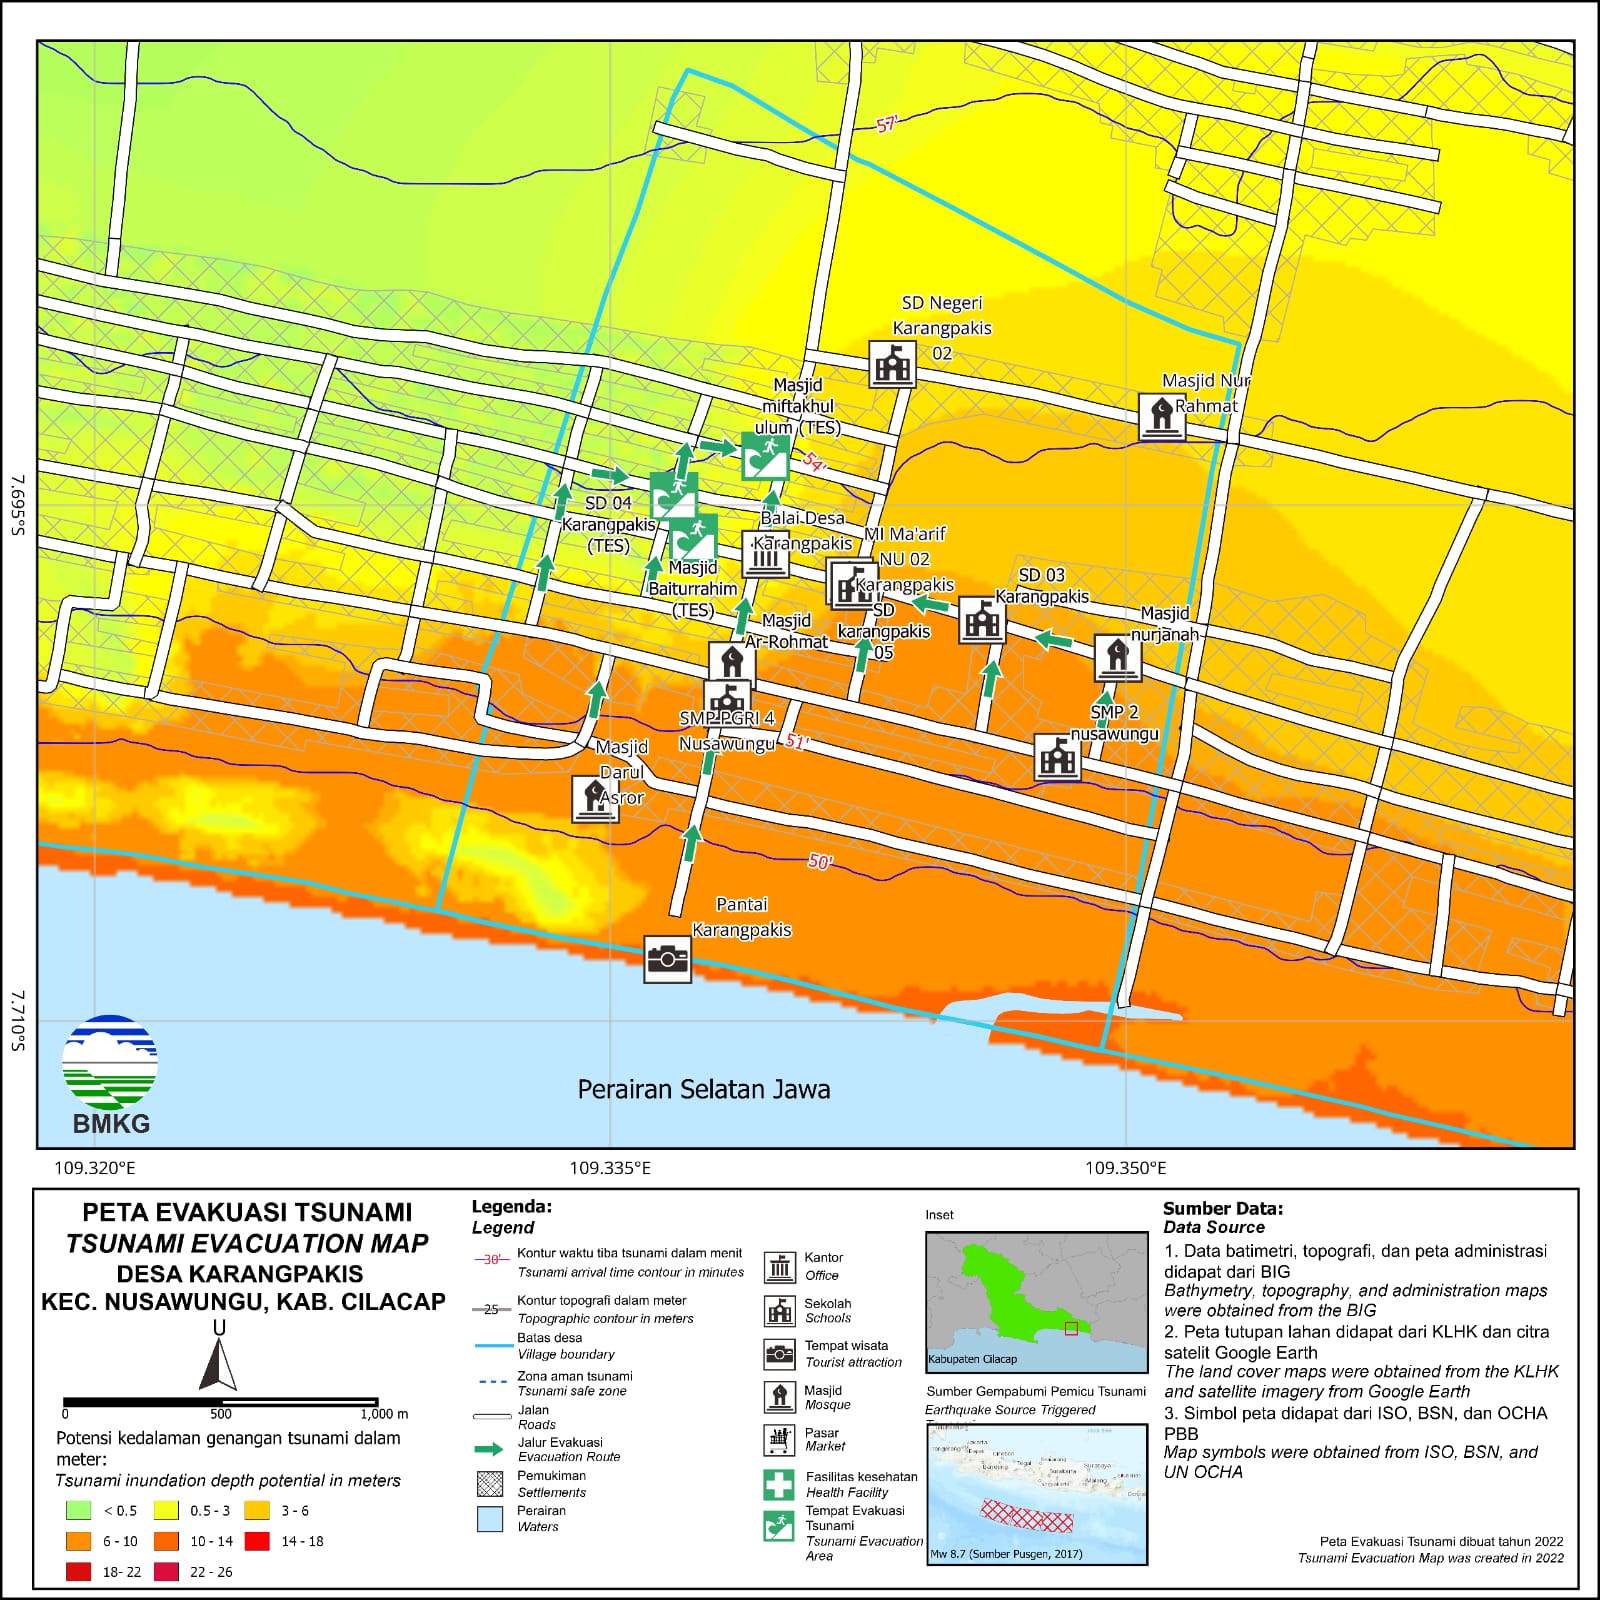 57'
SD Negeri
Karangpakis
02
Masjid Nur
Rahmat
Masjid
miftakhul
ulum (TES)
54'
SD 04
Karangpakis
(TES)
Balai Desa
Karangpakis
MI Ma'arif
NU 02
Karangpakis
SD 03
Karangpakis
Masjid
Baiturrahim
(TES)
Masjid
Ar-Rohmat
SD
karangpakis
05
Masjid
nurjanah
SMP PGRI 4
Nusawungu
51'
SMP 2
nusawungu
Masjid
Darul
Asror
50'
Pantai
Karangpakis
Perairan Selatan Jawa
BMKG
7.695°S
7.710°S
109.320°E
109.335°E
109.350°E
PETA EVAKUASI TSUNAMI
TSUNAMI EVACUATION MAP
DESA KARANGPAKIS
KEC. NUSAWUNGU, KAB. CILACAP
U
0 500 1,000 m
Potensi kedalaman genangan tsunami dalam
meter:
Tsunami inundation depth potential in meters
< 0.5 0.5 - 3 3 - 6
6 - 10 10 - 14 14 - 18
18- 22 22 - 26
Legenda:
Legend
30'
Kontur waktu tiba tsunami dalam menit
Tsunami arrival time contour in minutes
25
Kontur topografi dalam meter
Topographic contour in meters
Batas desa
Village boundary
Zona aman tsunami
Tsunami safe zone
Jalan
Roads
Jalur Evakuasi
Evacuation Route
Pemukiman
Settlements
Perairan
Waters
Kantor
Office
Sekolah
Schools
Tempat wisata
Tourist attraction
Masjid
Mosque
Pasar
Market
Fasilitas kesehatan
Health Facility
Tempat Evakuasi
Tsunami
Tsunami Evacuation
Area
Inset
Kabupaten Cilacap
Sumber Gempabumi Pemicu Tsunami
Earthquake Source Triggered
Mw 8.7 (Sumber Pusgen, 2017)
Sumber Data:
Data Source
1. Data batimetri, topografi, dan peta administrasi
didapat dari BIG
Bathymetry, topography, and administration maps
were obtained from the BIG
2. Peta tutupan lahan didapat dari KLHK dan citra
satelit Google Earth
The land cover maps were obtained from the KLHK
and satellite imagery from Google Earth
3. Simbol peta didapat dari ISO, BSN, dan OCHA
PBB
Map symbols were obtained from ISO, BSN, and
UN OCHA
Peta Evakuasi Tsunami dibuat tahun 2022
Tsunami Evacuation Map was created in 2022